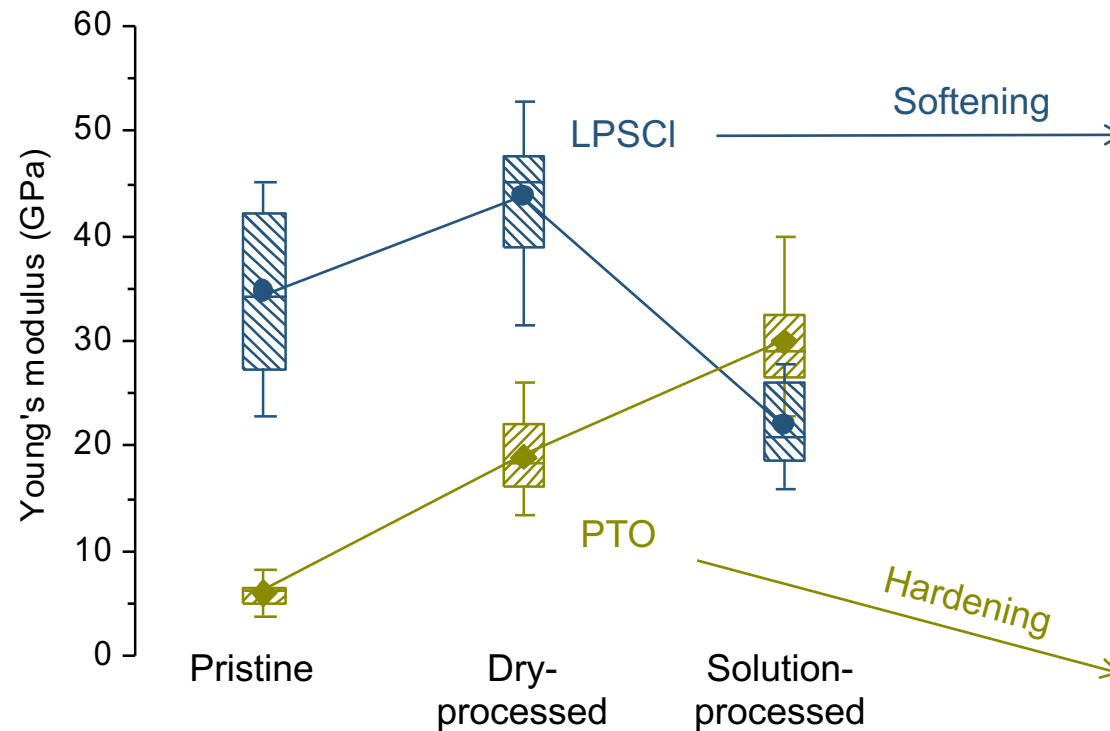 60
50
40
30
20
10
0
Young's modulus (GPa)
LPSCl
Softening
PTO
Hardening
Pristine
Dry-
processed
Solution-
processed